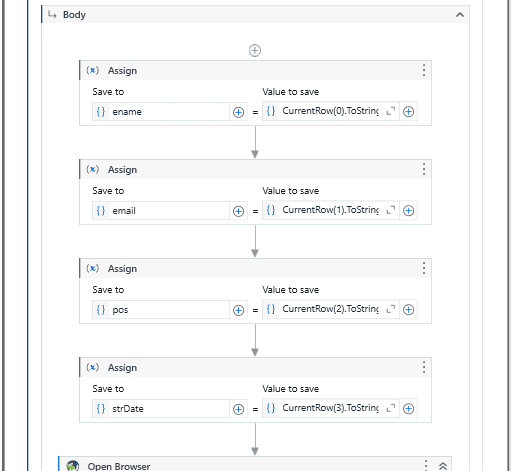 Body
Assign
Save to
Value to save
ename = CurrentRow(0).ToString
Assign
Save to
Value to save
email = CurrentRow(1).ToString
Assign
Save to
Value to save
pos = CurrentRow(2).ToString
Assign
Save to
Value to save
strDate = CurrentRow(3).ToString
Open Browser